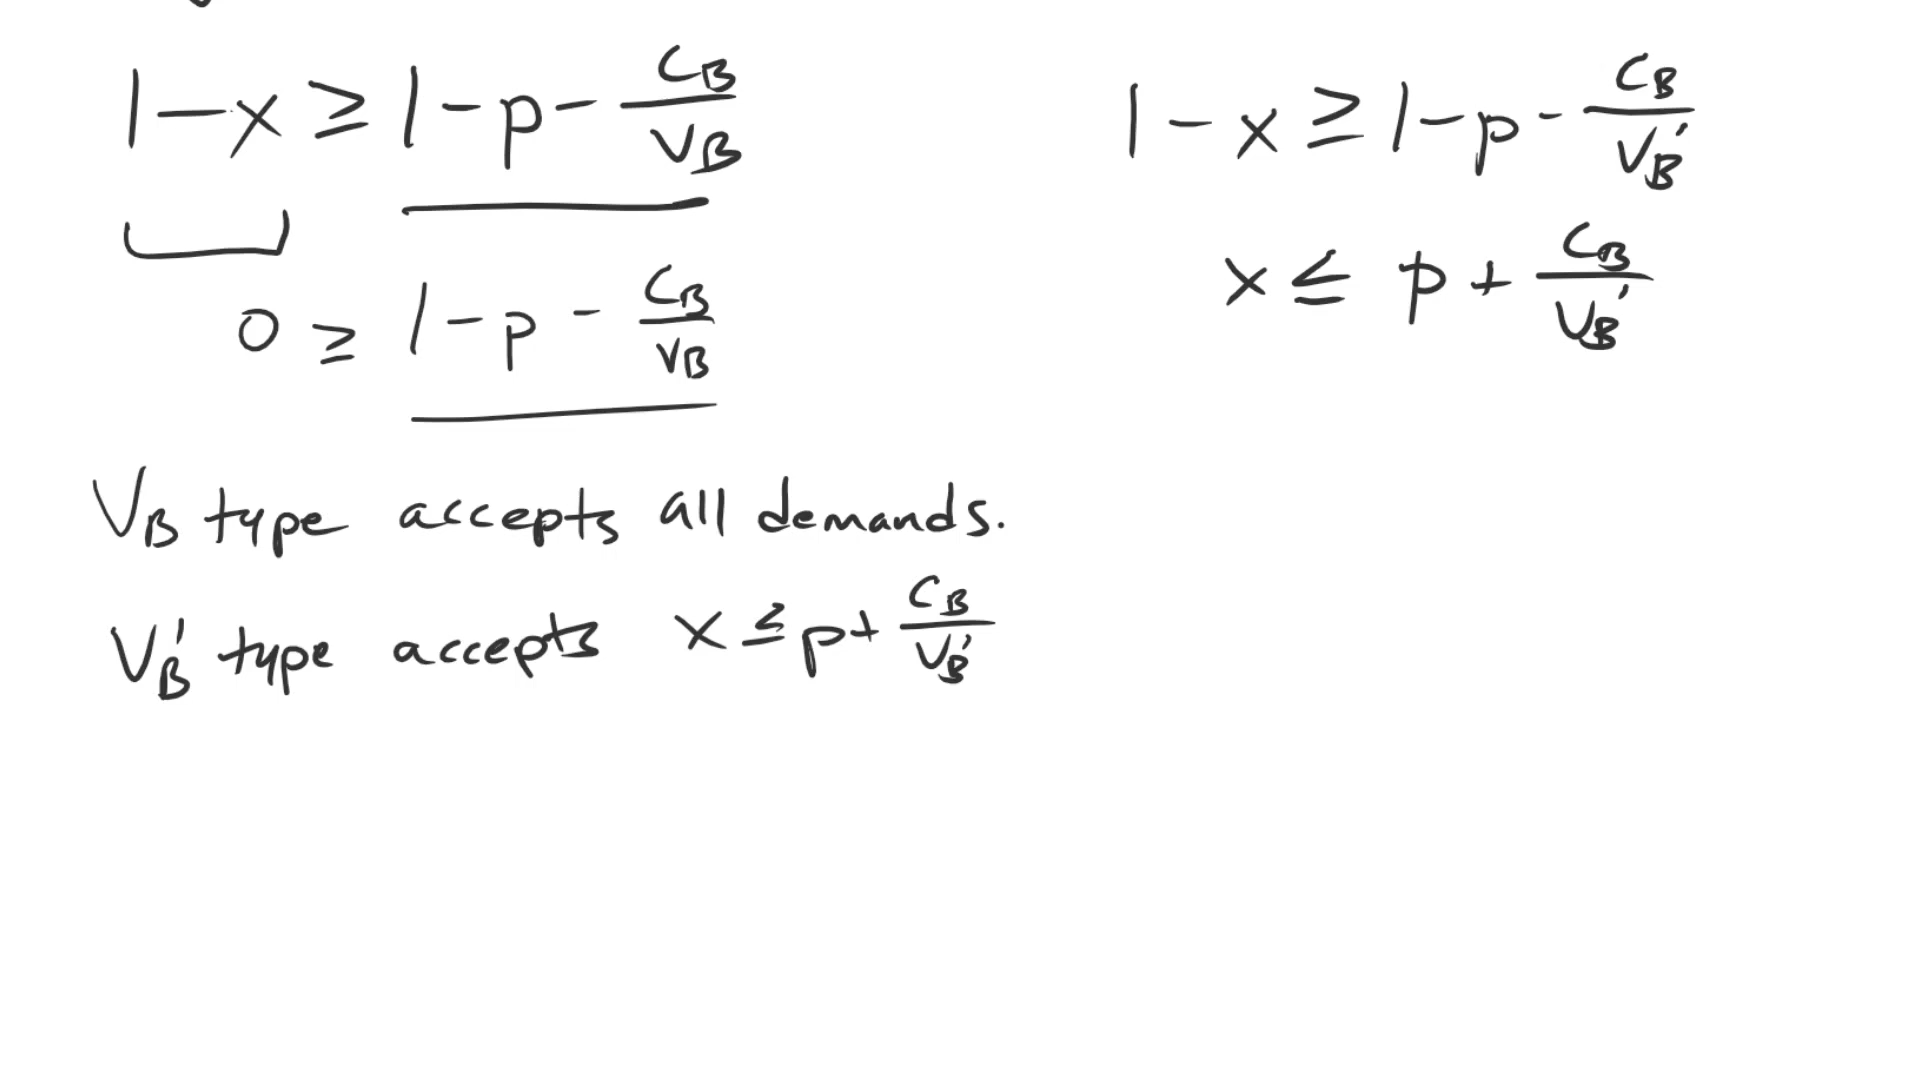 1 - x ≥ 1 - p - C_B/V_B
0 ≥ 1 - p - C_B/V_B
1 - x ≥ 1 - p - C_B/V_B'
x ≤ p + C_B/V_B'
V_B type accepts all demands.
V_B' type accepts x ≤ p + C_B/V_B'